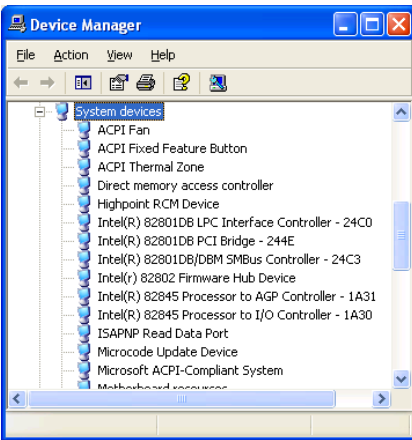 Device Manager
File Action View Help
System devices
ACPI Fan
ACPI Fixed Feature Button
ACPI Thermal Zone
Direct memory access controller
Highpoint RCM Device
Intel(R) 82801DB LPC Interface Controller - 24C0
Intel(R) 82801DB PCI Bridge - 244E
Intel(R) 82801DB/DBM SMBus Controller - 24C3
Intel(r) 82802 Firmware Hub Device
Intel(R) 82845 Processor to AGP Controller - 1A31
Intel(R) 82845 Processor to I/O Controller - 1A30
ISAPNP Read Data Port
Microcode Update Device
Microsoft ACPI-Compliant System
Motherboard resources